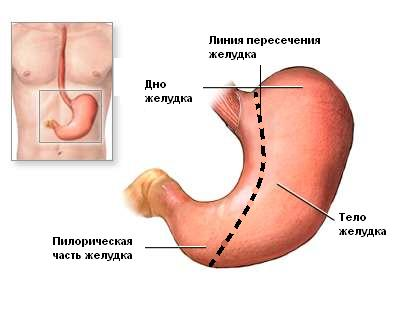 Линия пересечения
желудка
Дно
желудка
Тело
желудка
Пилорическая
часть желудка